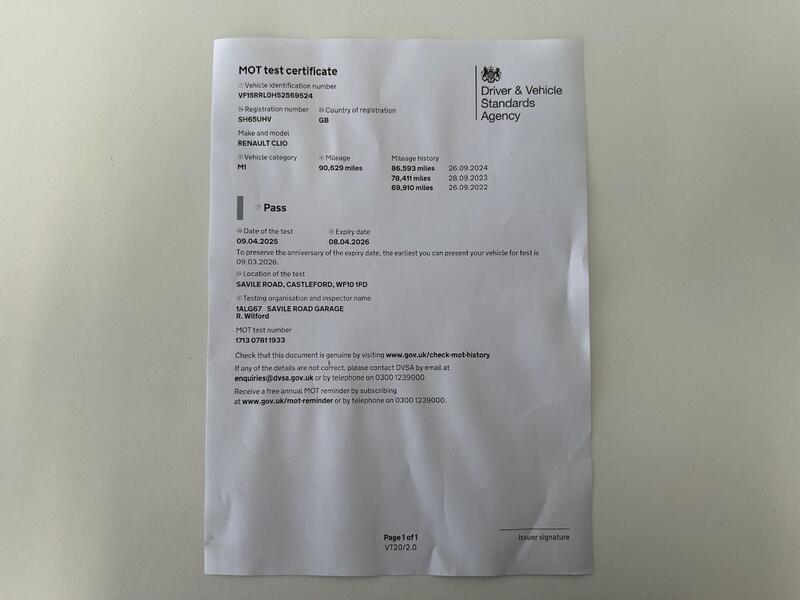 MOT test certificate
Driver & Vehicle
Standards
Agency
Vehicle identification number
VF15RRL0H52569524
Registration number Country of registration
SH65UHV GB
Make and model
RENAULT CLIO
Vehicle category Mileage Mileage history
M1 90,629 miles 86,593 miles 26.09.2024
78,411 miles 28.09.2023
69,910 miles 26.09.2022
Pass
Date of the test Expiry date
09.04.2025 08.04.2026
To preserve the anniversary of the expiry date, the earliest you can present your vehicle for test is
09.03.2026.
Location of the test
SAVILE ROAD, CASTLEFORD, WF10 1PD
Testing organisation and inspector name
1ALG67 SAVILE ROAD GARAGE
R. Wilford
MOT test number
1713 0781 1933
Check that this document is genuine by visiting www.gov.uk/check-mot-history
If any of the details are not correct, please contact DVSA by email at
enquiries@dvsa.gov.uk or by telephone on 0300 1239000.
Receive a free annual MOT reminder by subscribing
at www.gov.uk/mot-reminder or by telephone on 0300 1239000.
Page 1 of 1
VT20/2.0
Issuer signature